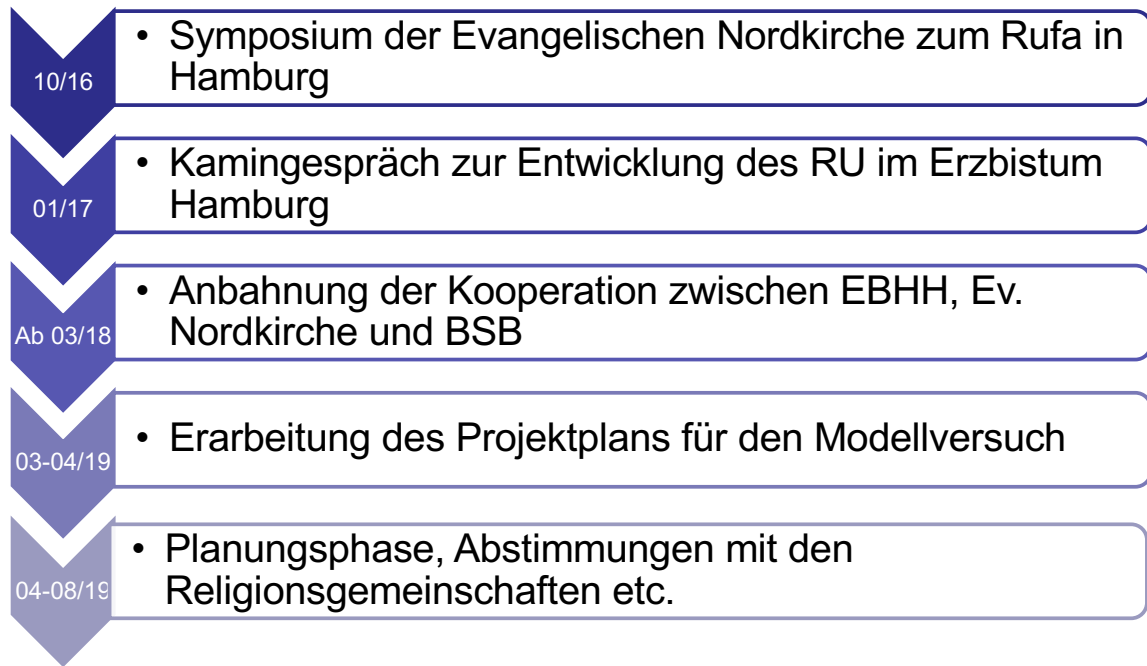 10/16
• Symposium der Evangelischen Nordkirche zum Rufa in
Hamburg
01/17
• Kamingespräch zur Entwicklung des RU im Erzbistum
Hamburg
Ab 03/18
• Anbahnung der Kooperation zwischen EBHH, Ev.
Nordkirche und BSB
03-04/19
• Erarbeitung des Projektplans für den Modellversuch
04-08/19
• Planungsphase, Abstimmungen mit den
Religionsgemeinschaften etc.